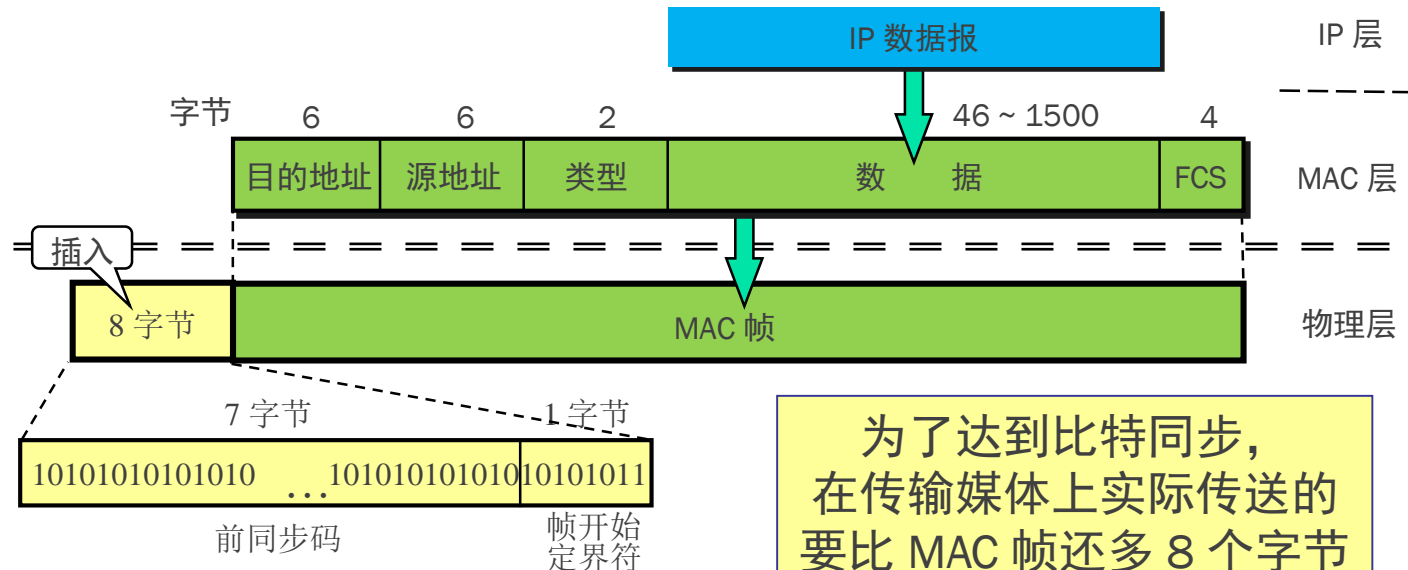 IP 数据报
IP 层
字节 6 6 2 46 ~ 1500 4
目的地址 源地址 类型 数 据 FCS
MAC 层
插入
8 字节
MAC 帧
物理层
7 字节 1 字节
10101010101010 ... 101010101010 10101011
前同步码
帧开始
定界符
为了达到比特同步，
在传输媒体上实际传送的
要比 MAC 帧还多 8 个字节